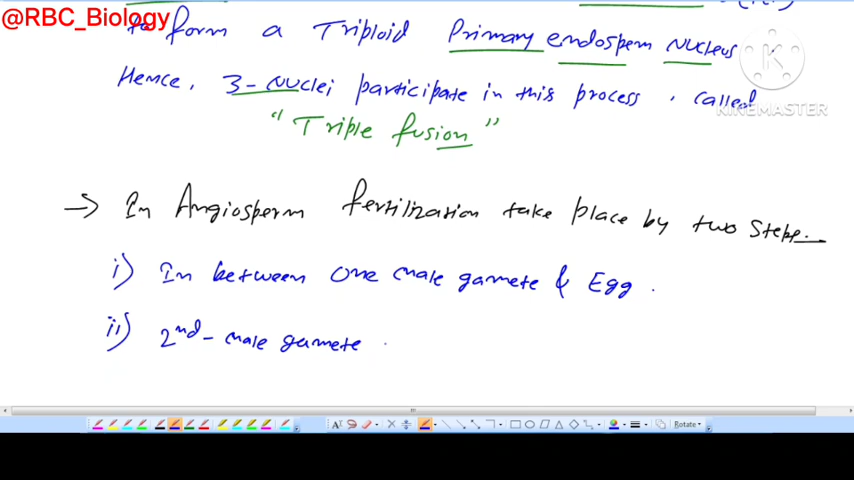 @RBC_Biology
to form a Triploid Primary endosperm nucleus
Hence, 3-nuclei participate in this process, called
KINEMASTER
"Triple fusion"
→ In Angiosperm fertilization take place by two steps.
i) In between one male gamete & Egg.
ii) 2nd-male gamete
Rotate